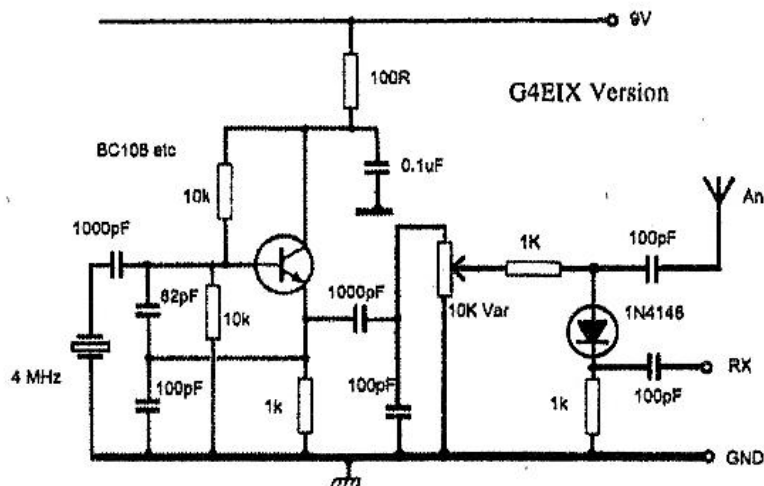 9V
100R
G4EIX Version
BC108 etc
0.1uF
10k
An
1000pF
1K
100pF
82pF
10k
1000pF
10K Var
1N4148
4 MHz
100pF
1k
100pF
1k
100pF
RX
GND